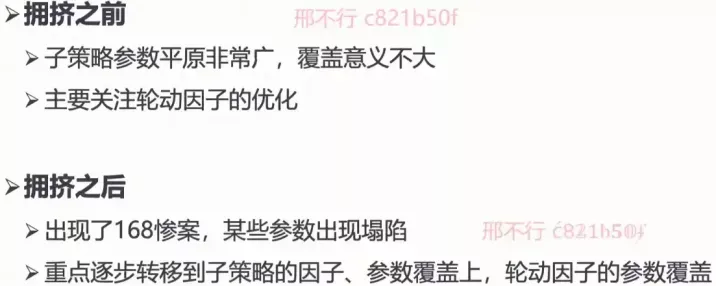 ➤拥挤之前
邢不行 c821b50f
➤子策略参数平原非常广，覆盖意义不大
➤主要关注轮动因子的优化
➤拥挤之后
➤出现了168惨案，某些参数出现塌陷
邢不行 c821b50f
➤重点逐步转移到子策略的因子、参数覆盖上，轮动因子的参数覆盖